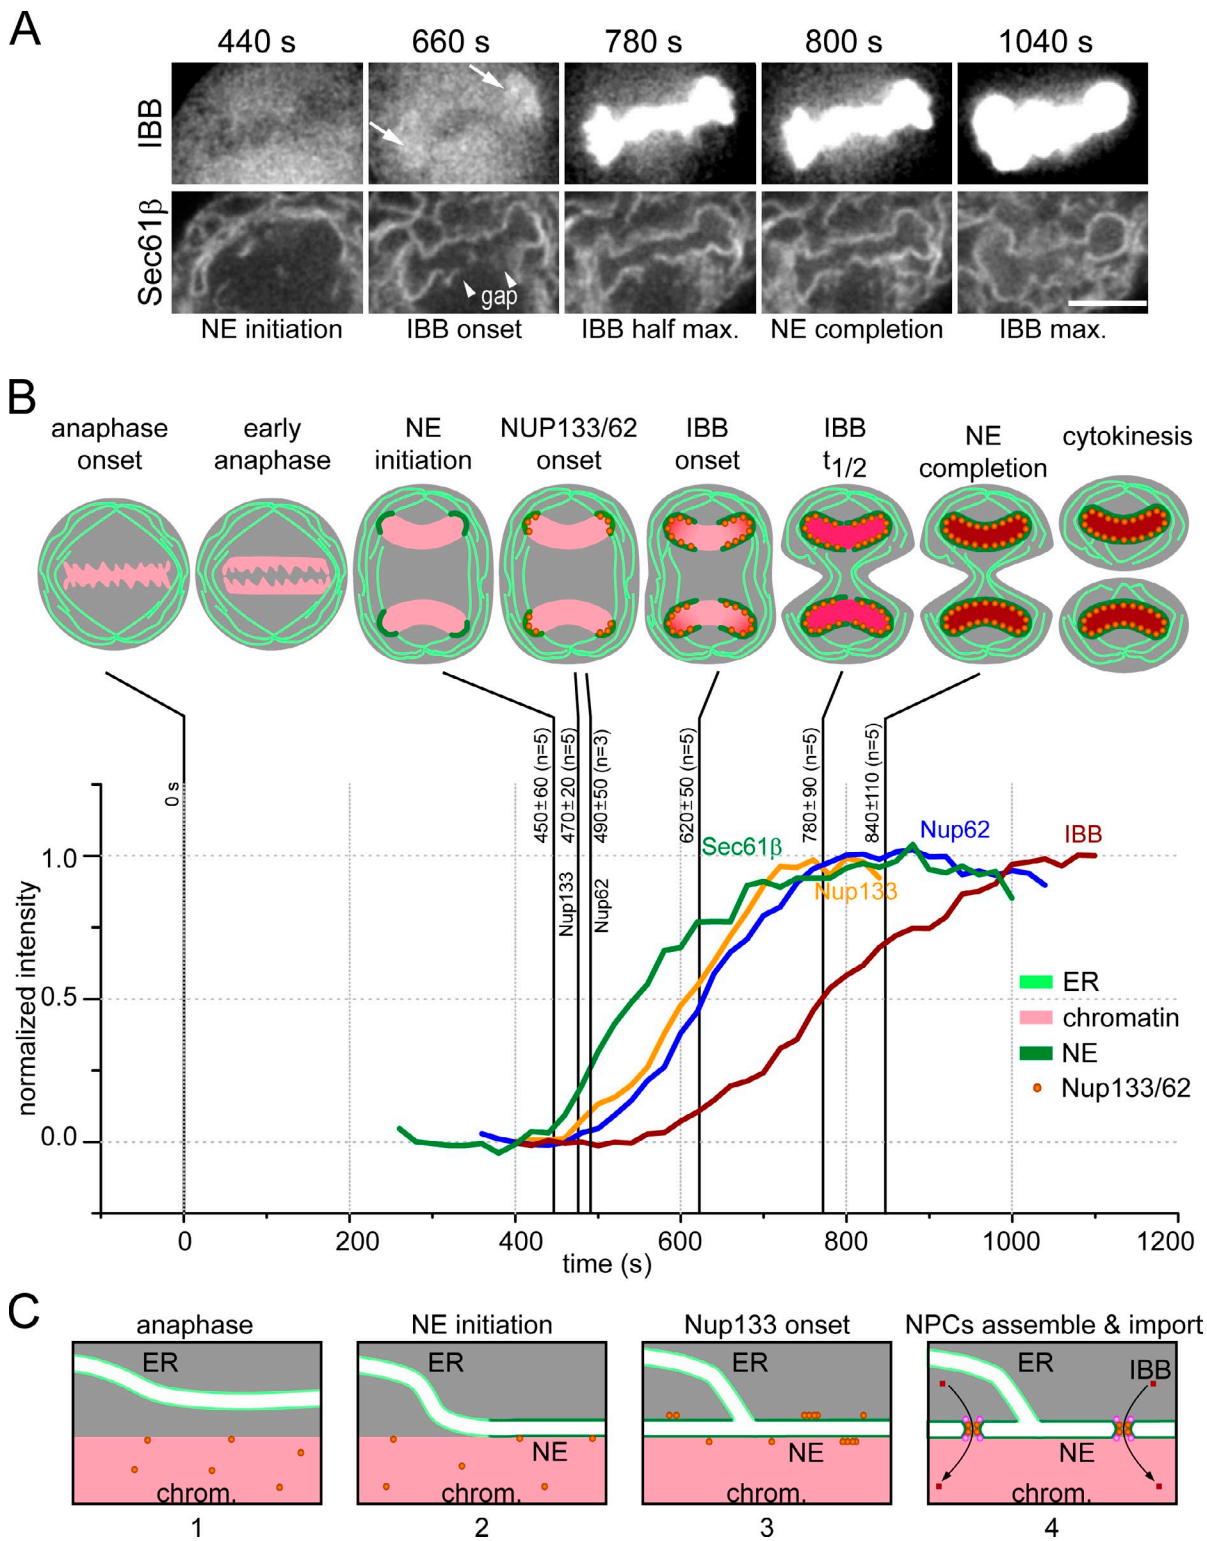 A
440 s 660 s 780 s 800 s 1040 s
IBB
Sec61β
gap
NE initiation IBB onset IBB half max. NE completion IBB max.
B
anaphase onset
early anaphase
NE initiation
NUP133/62 onset
IBB onset
IBB t1/2
NE completion
cytokinesis
0 s
450±60 (n=5)
470±20 (n=5)
490±50 (n=3)
620±50 (n=5)
780±90 (n=5)
840±110 (n=5)
Nup133
Nup62
Sec61β
Nup133
Nup62
IBB
normalized intensity
1.0
0.5
0.0
ER
chromatin
NE
Nup133/62
0 200 400 600 800 1000 1200
time (s)
C
anaphase NE initiation Nup133 onset NPCs assemble & import
ER ER ER ER IBB
NE NE NE
chrom. chrom. chrom. chrom.
1 2 3 4